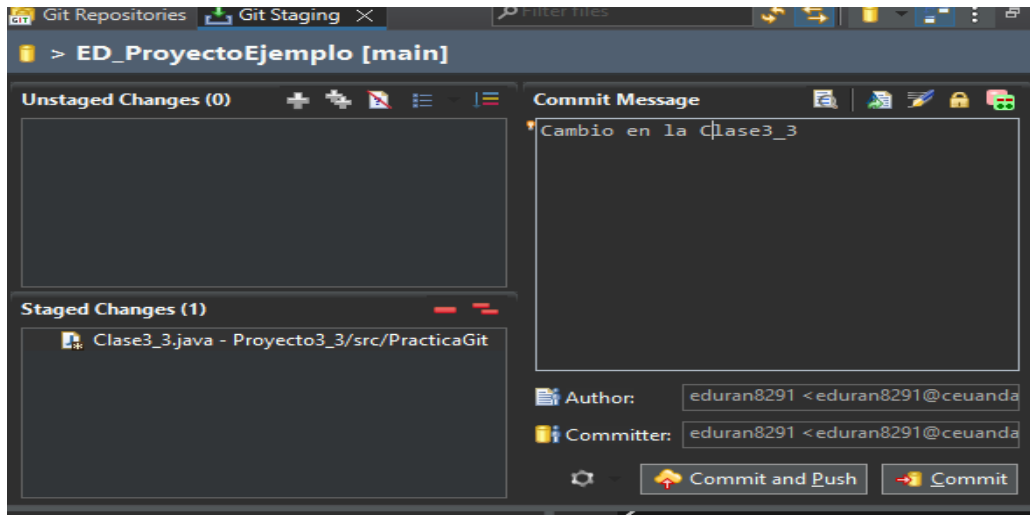 Git Repositories
Git Staging
Filter files
> ED_ProyectoEjemplo [main]
Unstaged Changes (0)
Commit Message
Cambio en la Clase3_3
Staged Changes (1)
Clase3_3.java - Proyecto3_3/src/PracticaGit
Author:
eduran8291 <eduran8291@ceuanda
Committer:
eduran8291 <eduran8291@ceuanda
Commit and Push
Commit